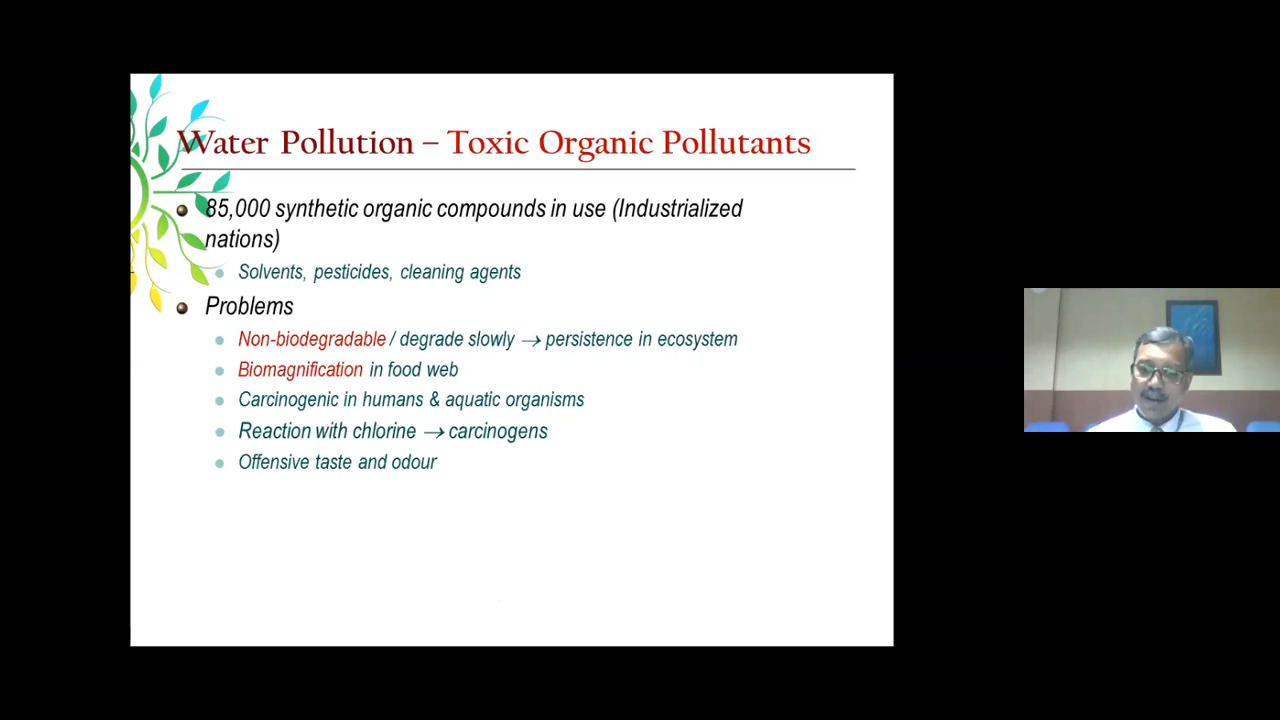 Water Pollution – Toxic Organic Pollutants
85,000 synthetic organic compounds in use (Industrialized
nations)
Solvents, pesticides, cleaning agents
Problems
Non-biodegradable / degrade slowly → persistence in ecosystem
Biomagnification in food web
Carcinogenic in humans & aquatic organisms
Reaction with chlorine → carcinogens
Offensive taste and odour